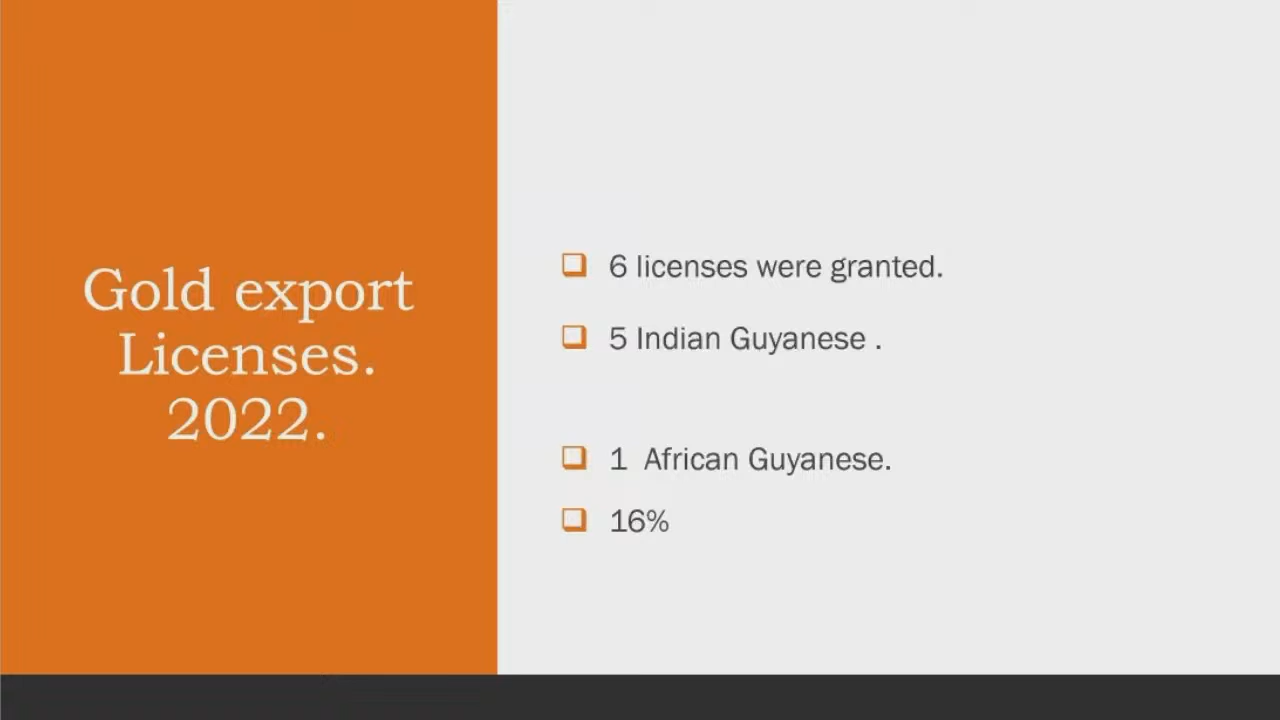 Gold export
Licenses.
2022.
6 licenses were granted.
5 Indian Guyanese .
1  African Guyanese.
16%